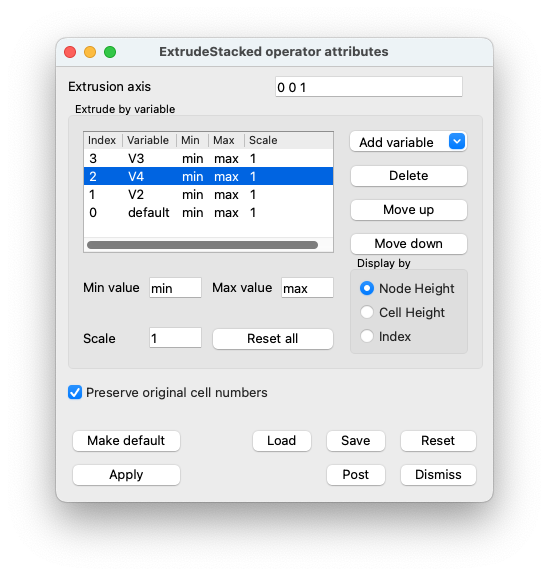 ExtrudeStacked operator attributes
Extrusion axis 0 0 1
Extrude by variable
Index Variable Min Max Scale
3 V3 min max 1
2 V4 min max 1
1 V2 min max 1
0 default min max 1
Add variable
Delete
Move up
Move down
Display by
Node Height
Cell Height
Index
Min value min Max value max
Scale 1 Reset all
Preserve original cell numbers
Make default Load Save Reset
Apply Post Dismiss